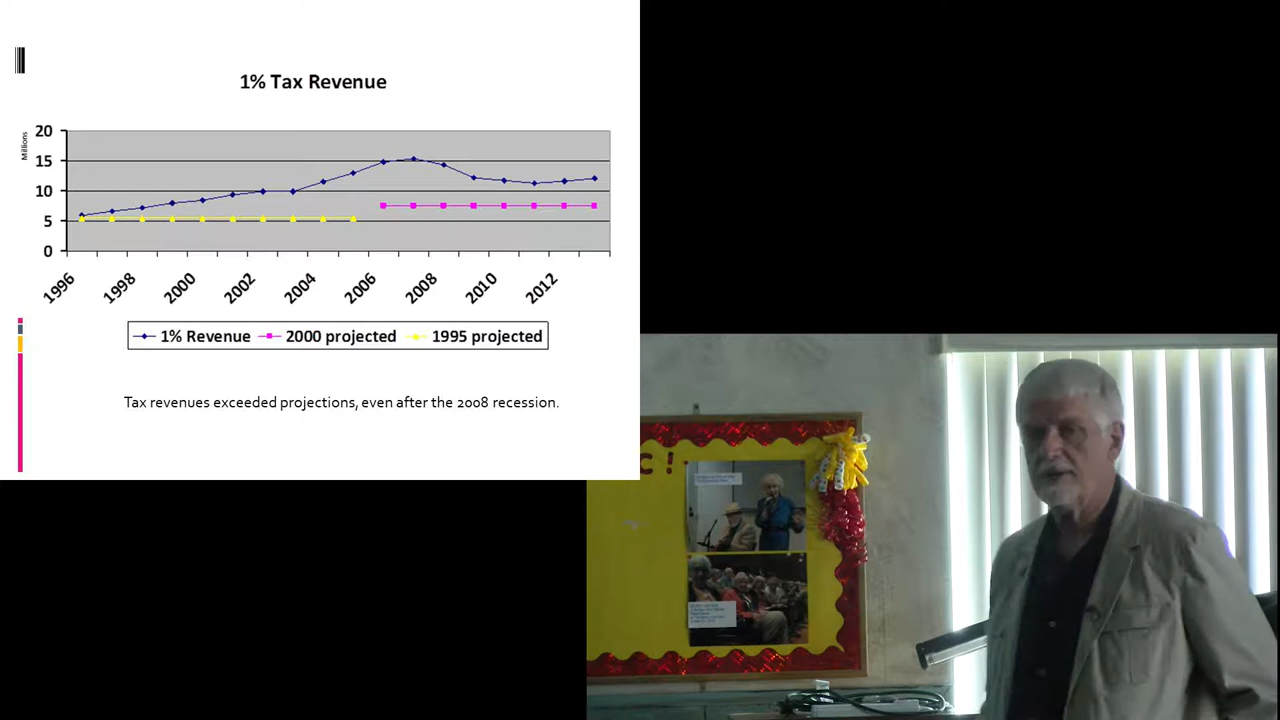 1% Tax Revenue
Millions
20
15
10
5
0
1996
1998
2000
2002
2004
2006
2008
2010
2012
1% Revenue 2000 projected 1995 projected
Tax revenues exceeded projections, even after the 2008 recession.
C!